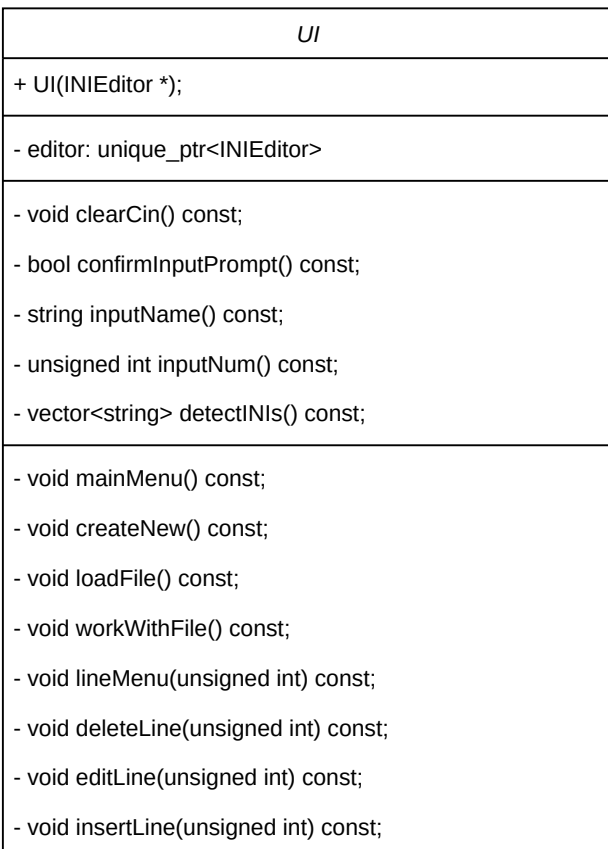 UI
+ UI(INIEditor *);
- editor: unique_ptr<INIEditor>
- void clearCin() const;
- bool confirmInputPrompt() const;
- string inputName() const;
- unsigned int inputNum() const;
- vector<string> detectINIs() const;
- void mainMenu() const;
- void createNew() const;
- void loadFile() const;
- void workWithFile() const;
- void lineMenu(unsigned int) const;
- void deleteLine(unsigned int) const;
- void editLine(unsigned int) const;
- void insertLine(unsigned int) const;